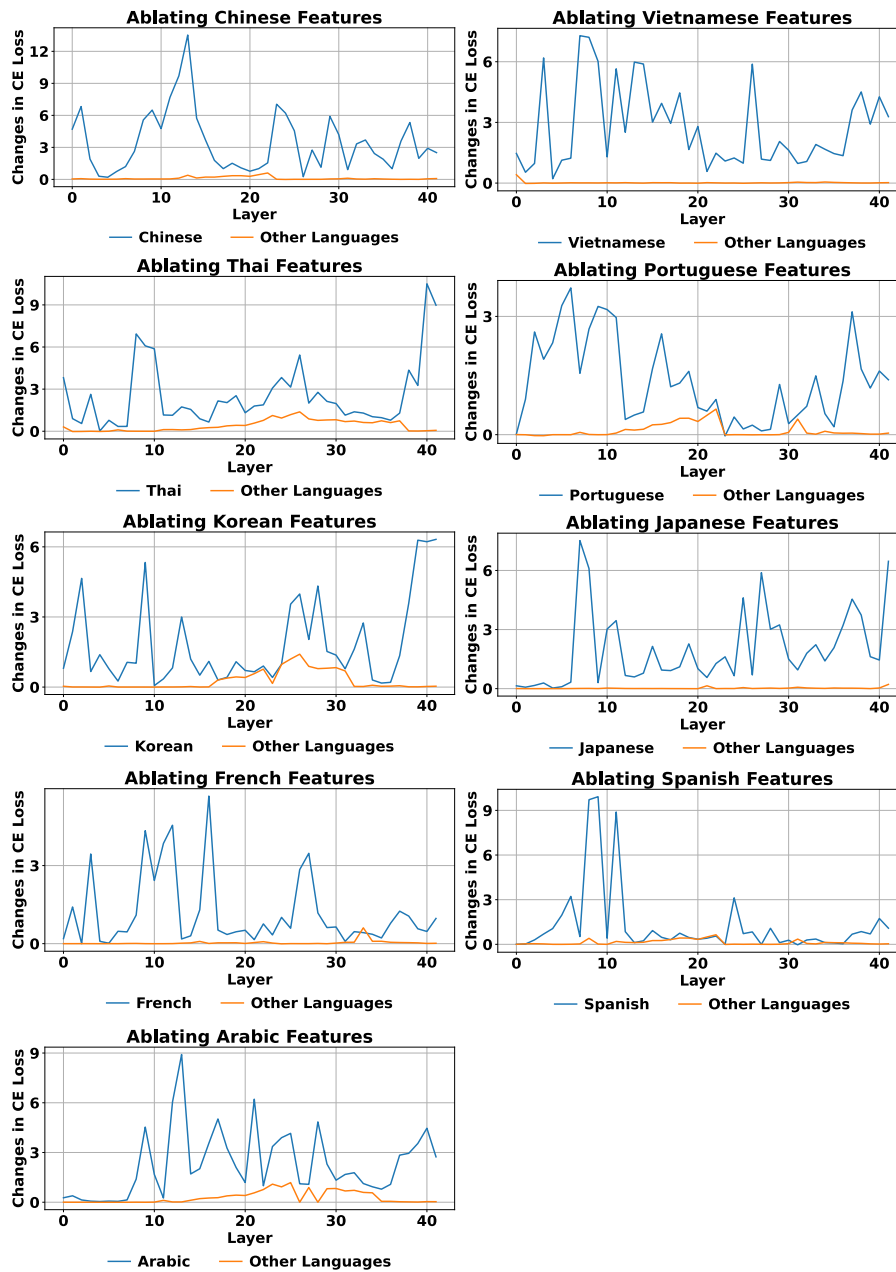 Ablating Chinese Features
Changes in CE Loss
12
9
6
3
0
0 10 20 30 40
Layer
Chinese Other Languages
Ablating Vietnamese Features
Changes in CE Loss
6
3
0
0 10 20 30 40
Layer
Vietnamese Other Languages
Ablating Thai Features
Changes in CE Loss
9
6
3
0
0 10 20 30 40
Layer
Thai Other Languages
Ablating Portuguese Features
Changes in CE Loss
3
0
0 10 20 30 40
Layer
Portuguese Other Languages
Ablating Korean Features
Changes in CE Loss
6
3
0
0 10 20 30 40
Layer
Korean Other Languages
Ablating Japanese Features
Changes in CE Loss
6
3
0
0 10 20 30 40
Layer
Japanese Other Languages
Ablating French Features
Changes in CE Loss
3
0
0 10 20 30 40
Layer
French Other Languages
Ablating Spanish Features
Changes in CE Loss
9
6
3
0
0 10 20 30 40
Layer
Spanish Other Languages
Ablating Arabic Features
Changes in CE Loss
9
6
3
0
0 10 20 30 40
Layer
Arabic Other Languages